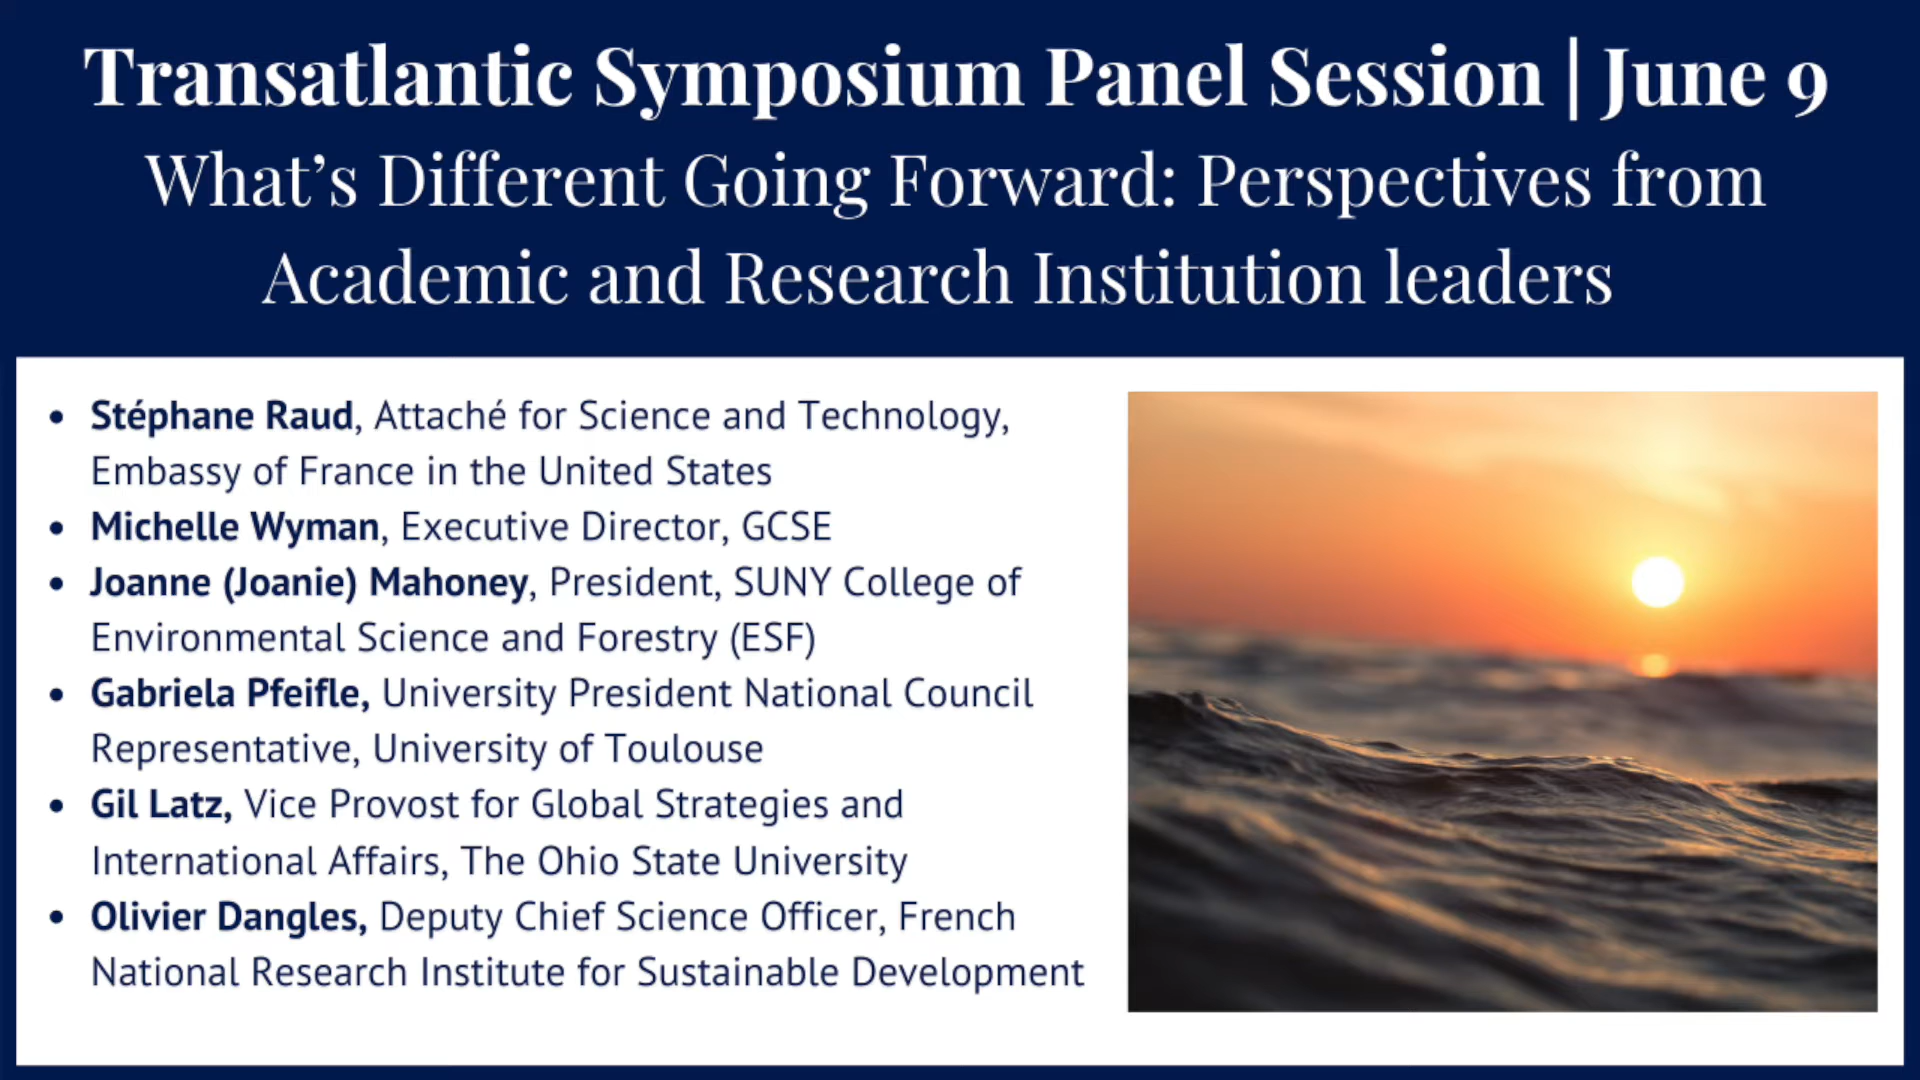 Transatlantic Symposium Panel Session | June 9
What’s Different Going Forward: Perspectives from
Academic and Research Institution leaders
• Stéphane Raud, Attaché for Science and Technology,
Embassy of France in the United States
• Michelle Wyman, Executive Director, GCSE
• Joanne (Joanie) Mahoney, President, SUNY College of
Environmental Science and Forestry (ESF)
• Gabriela Pfeifle, University President National Council
Representative, University of Toulouse
• Gil Latz, Vice Provost for Global Strategies and
International Affairs, The Ohio State University
• Olivier Dangles, Deputy Chief Science Officer, French
National Research Institute for Sustainable Development